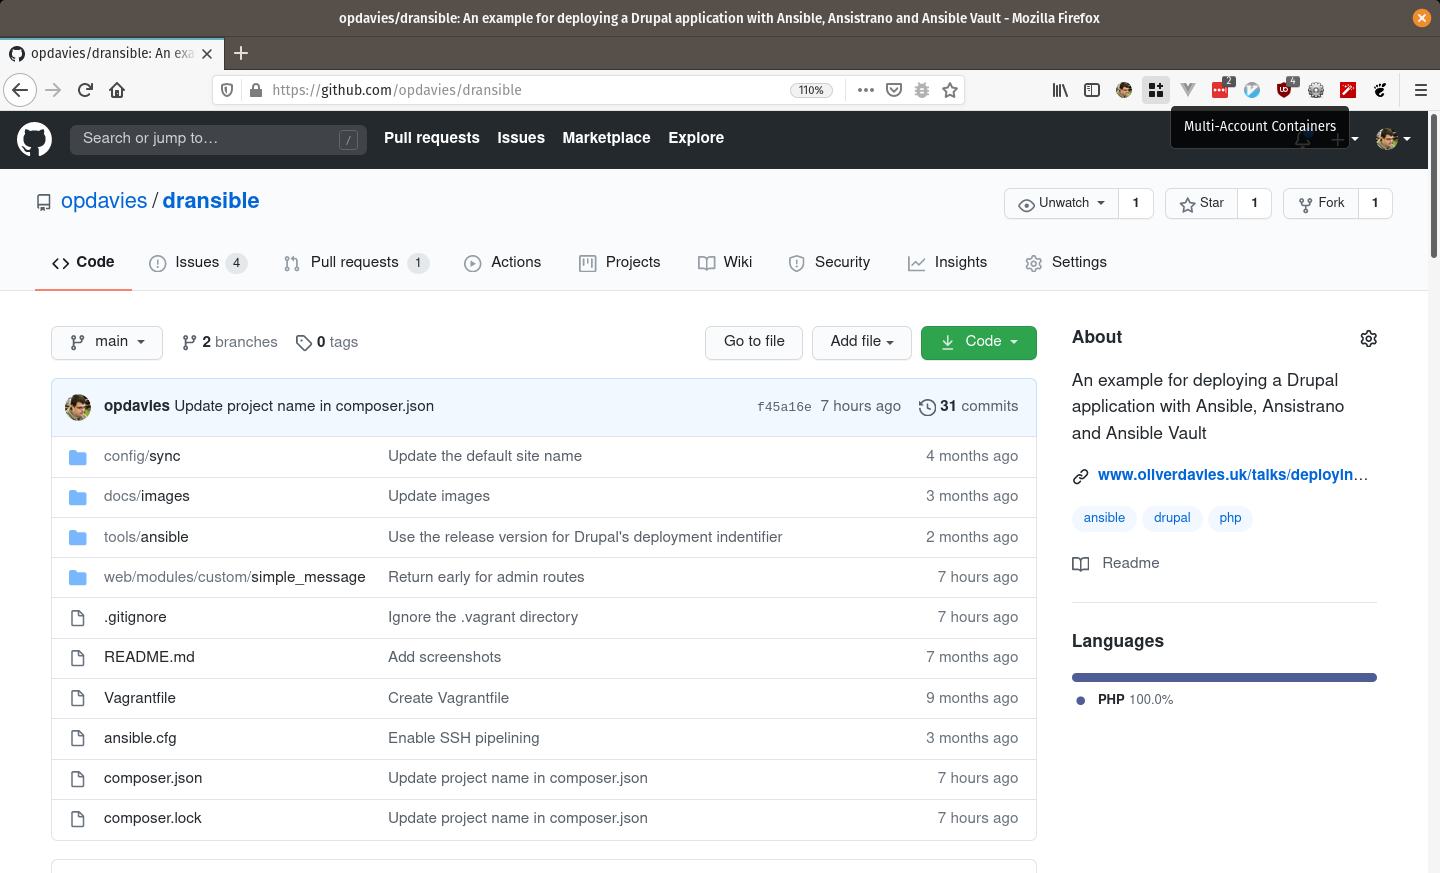 opdavies/dransible: An example for deploying a Drupal application with Ansible, Ansistrano and Ansible Vault - Mozilla Firefox
opdavies/dransible: An exa
https://github.com/opdavies/dransible 110% 2 4
Multi-Account Containers
Search or jump to… / Pull requests Issues Marketplace Explore
opdavies / dransible Unwatch 1 Star 1 Fork 1
Code Issues 4 Pull requests 1 Actions Projects Wiki Security Insights Settings
main 2 branches 0 tags Go to file Add file Code
opdavies Update project name in composer.json f45a16e 7 hours ago 31 commits
config/sync Update the default site name 4 months ago
docs/images Update images 3 months ago
tools/ansible Use the release version for Drupal's deployment indentifier 2 months ago
web/modules/custom/simple_message Return early for admin routes 7 hours ago
.gitignore Ignore the .vagrant directory 7 hours ago
README.md Add screenshots 7 months ago
Vagrantfile Create Vagrantfile 9 months ago
ansible.cfg Enable SSH pipelining 3 months ago
composer.json Update project name in composer.json 7 hours ago
composer.lock Update project name in composer.json 7 hours ago
About
An example for deploying a Drupal
application with Ansible, Ansistrano
and Ansible Vault
www.oliverdavies.uk/talks/deployin…
ansible drupal php
Readme
Languages
PHP 100.0%